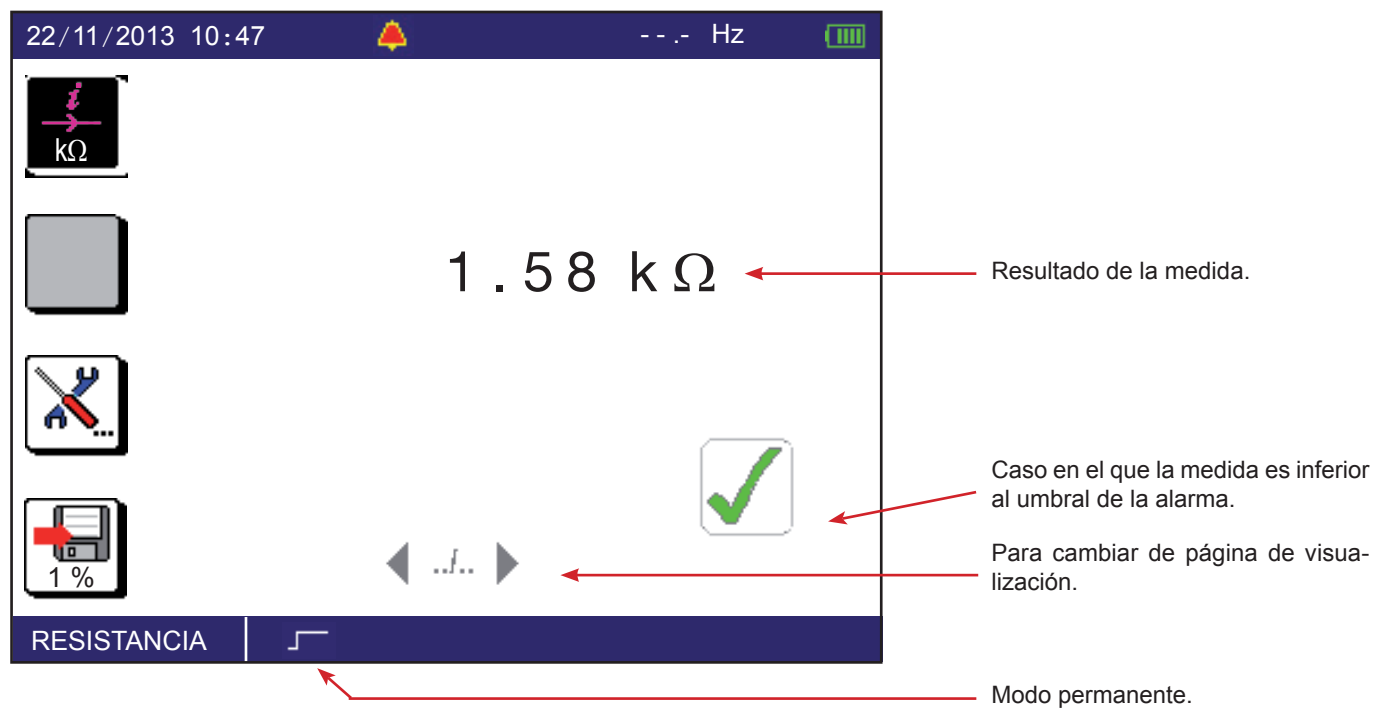 22/11/2013 10:47 - - .- Hz
i
kΩ
1.58 kΩ
Resultado de la medida.
...
Caso en el que la medida es inferior
al umbral de la alarma.
1 %
../..
Para cambiar de página de visua-
lización.
RESISTANCIA
Modo permanente.